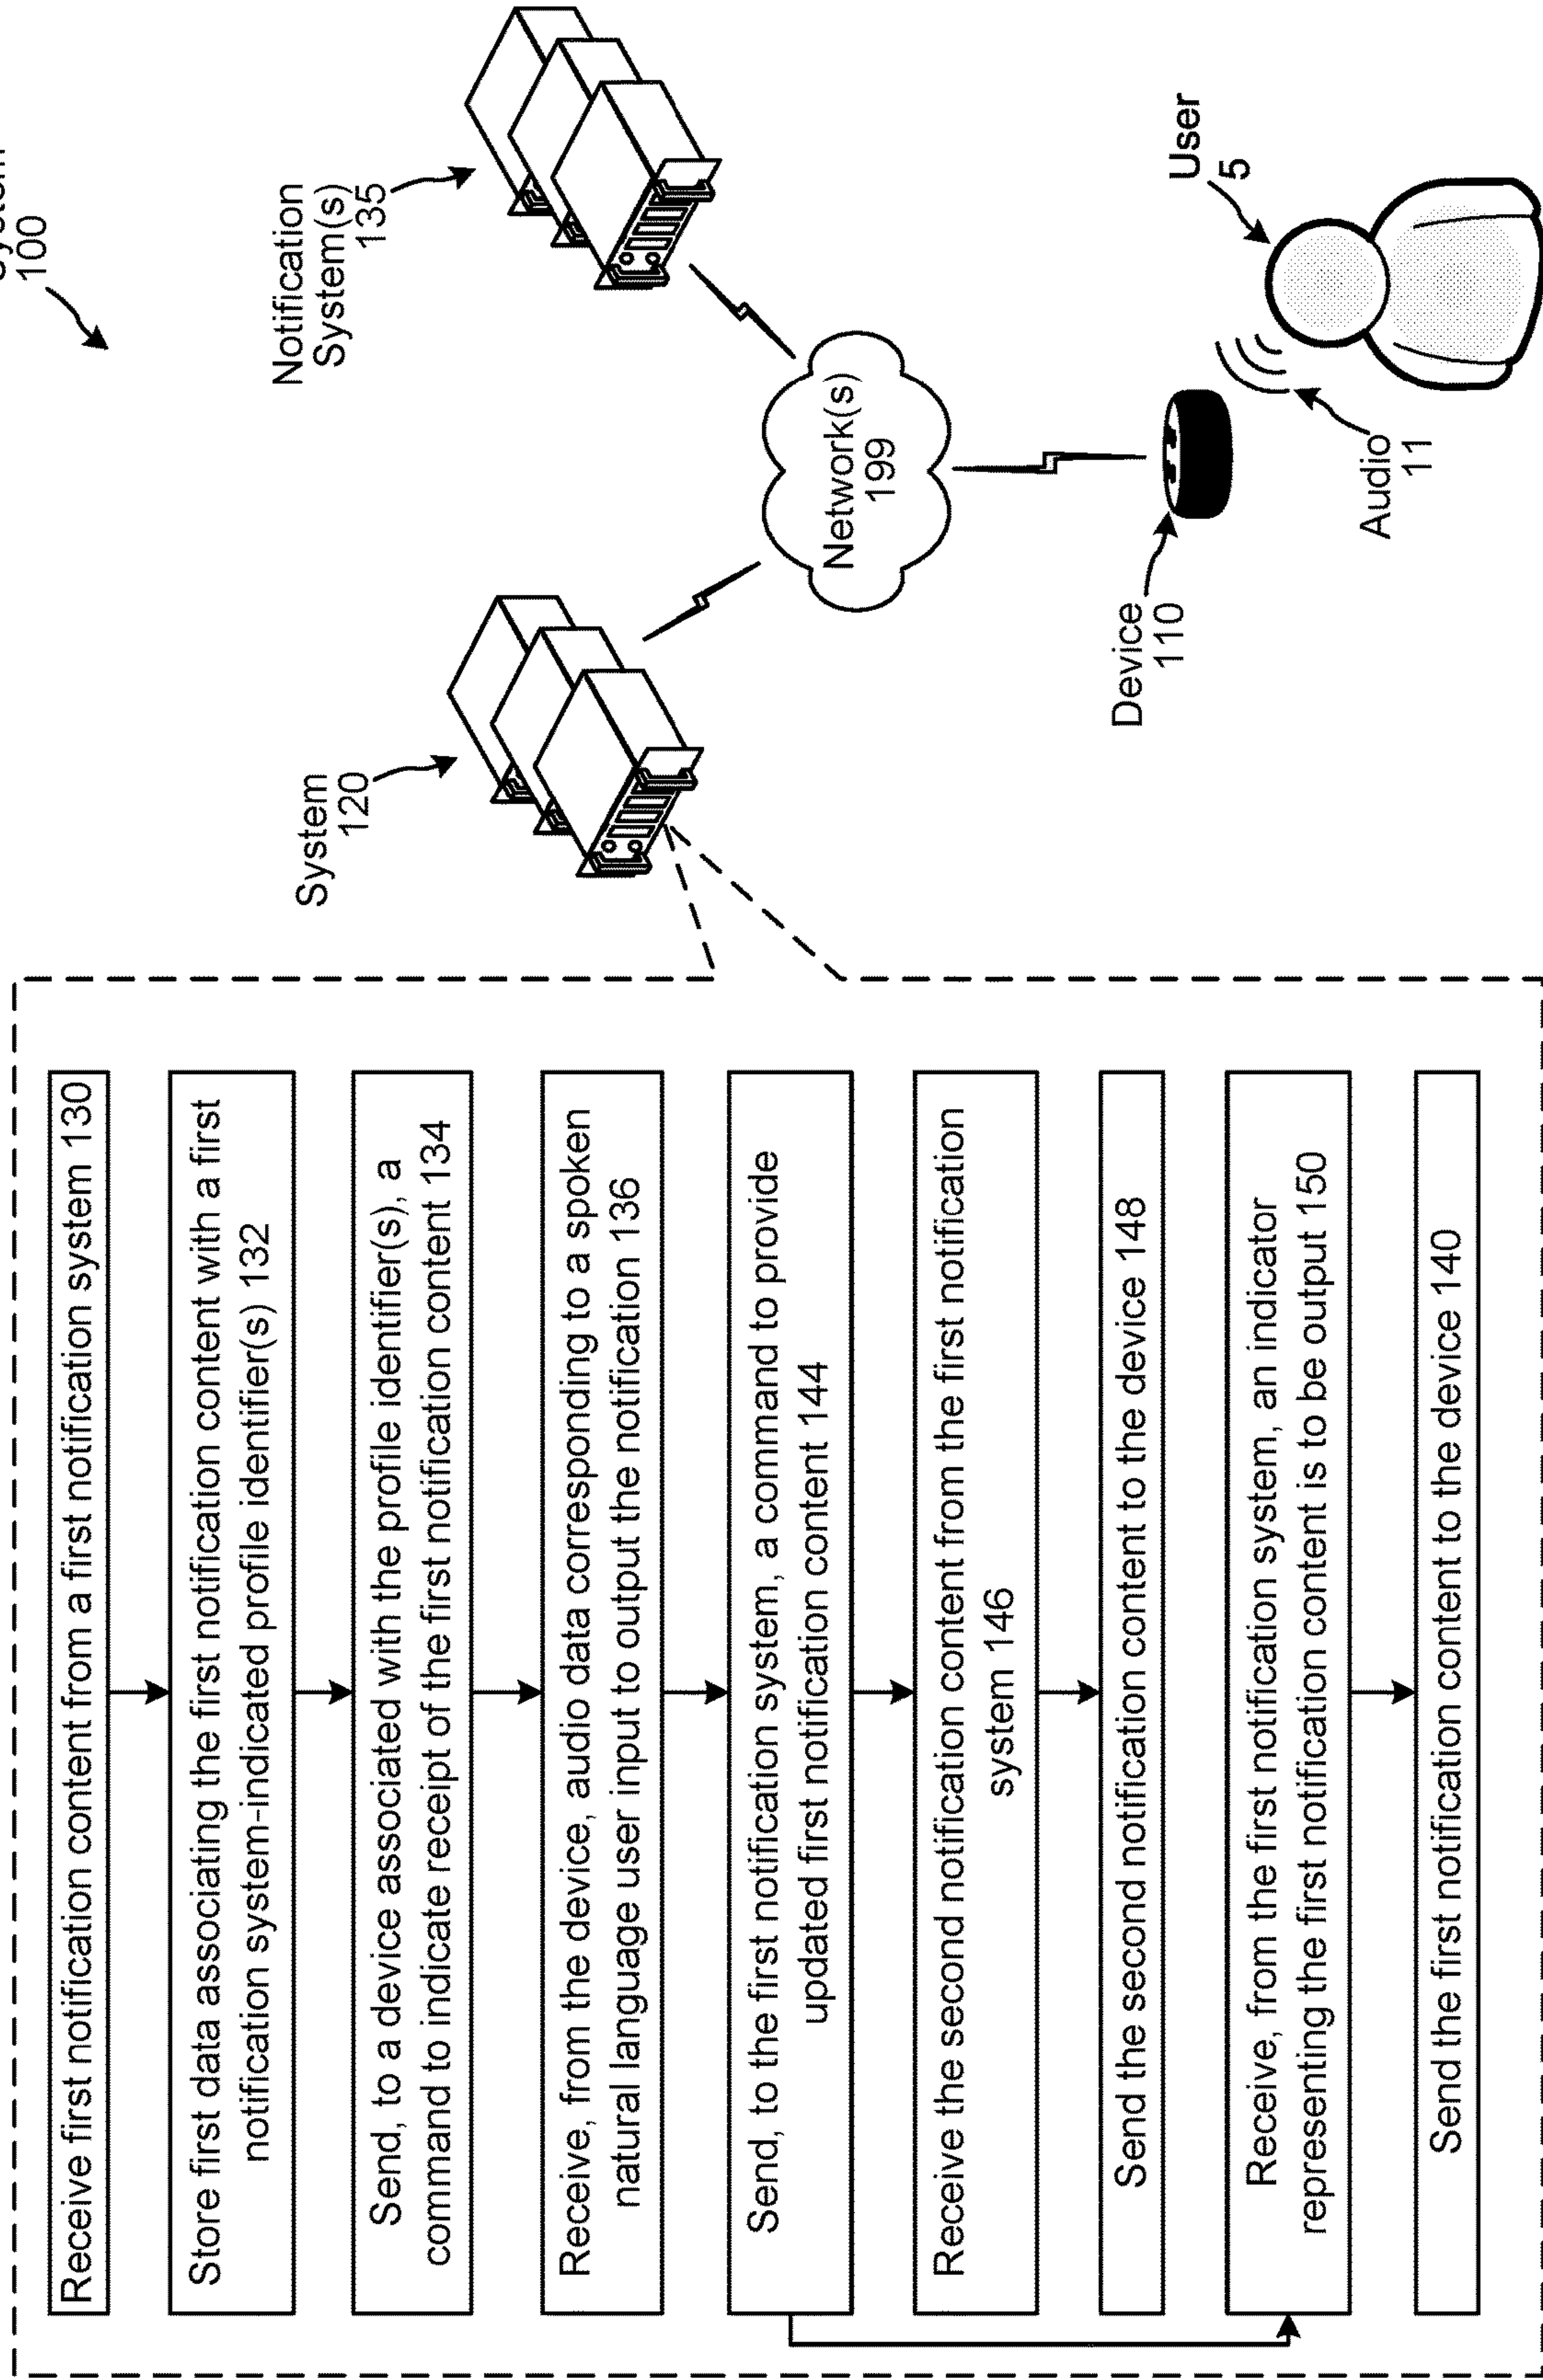 System
100
Notification
System(s)
135
System
120
Network(s)
199
Device
110
User
5
Audio
11
Receive first notification content from a first notification system 130
Store first data associating the first notification content with a first
notification system-indicated profile identifier(s) 132
Send, to a device associated with the profile identifier(s), a
command to indicate receipt of the first notification content 134
Receive, from the device, audio data corresponding to a spoken
natural language user input to output the notification 136
Send, to the first notification system, a command to provide
updated first notification content 144
Receive the second notification content from the first notification
system 146
Send the second notification content to the device 148
Receive, from the first notification system, an indicator
representing the first notification content is to be output 150
Send the first notification content to the device 140